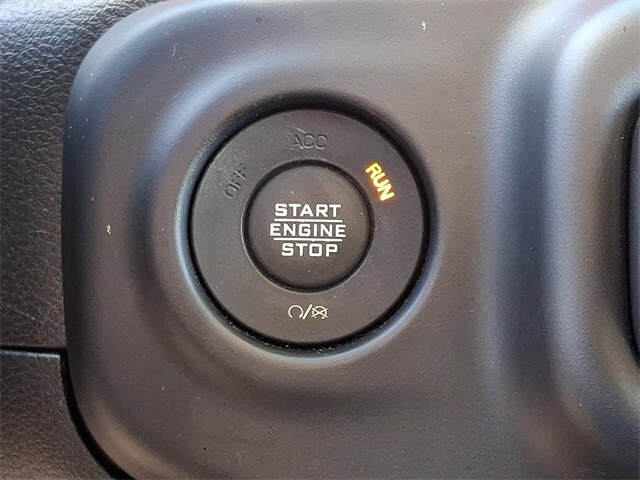 ACC
OFF
RUN
START
ENGINE
STOP